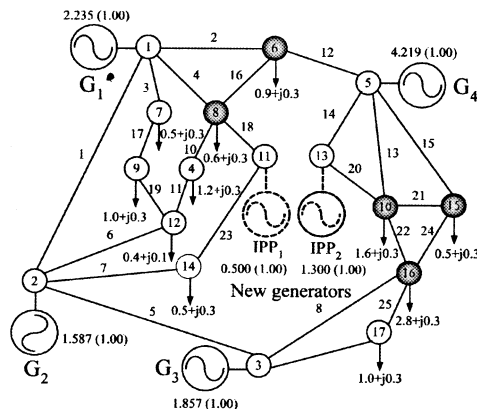 2.235 (1.00)
2
12
4.219 (1.00)
1
6
5
G1
G4
3
4
16
0.9+j0.3
7
8
18
14
15
17
0.5+j0.3
10
0.6+j0.3
13
1
9
4
11
13
20
19
11
1.2+j0.3
10
21
15
1.0+j0.3
12
23
IPP1
IPP2
22
24
6
0.4+j0.1
1.6+j0.3
0.5+j0.3
7
14
0.500 (1.00)
1.300 (1.00)
16
2
New generators
5
0.5+j0.3
8
25
2.8+j0.3
1.587 (1.00)
17
G2
G3
3
1.0+j0.3
1.857 (1.00)